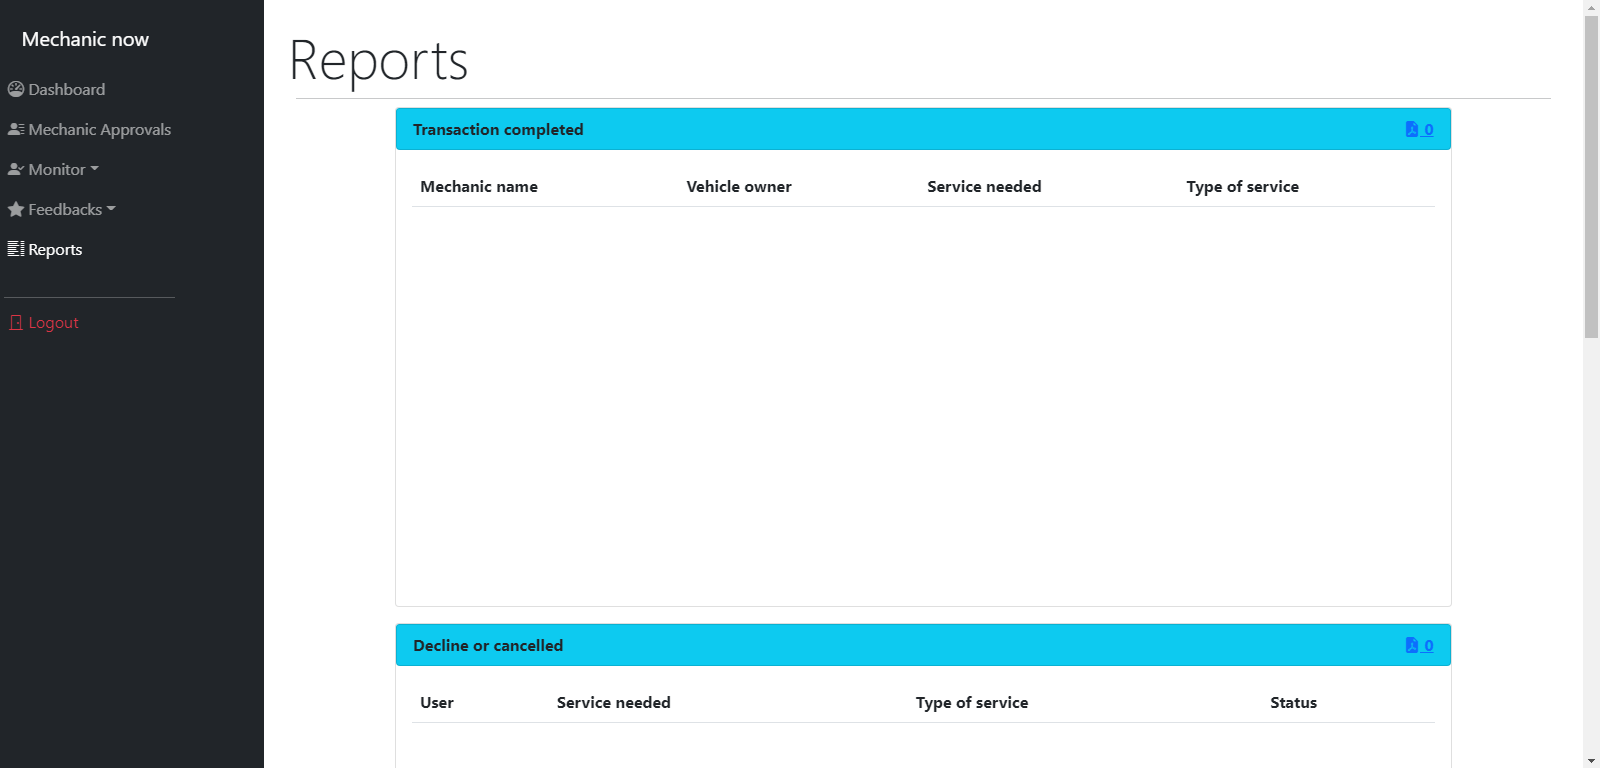 Mechanic now
Dashboard
Mechanic Approvals
Monitor
Feedbacks
Reports
Logout
Reports
Transaction completed 0
Mechanic name Vehicle owner Service needed Type of service
Decline or cancelled 0
User Service needed Type of service Status